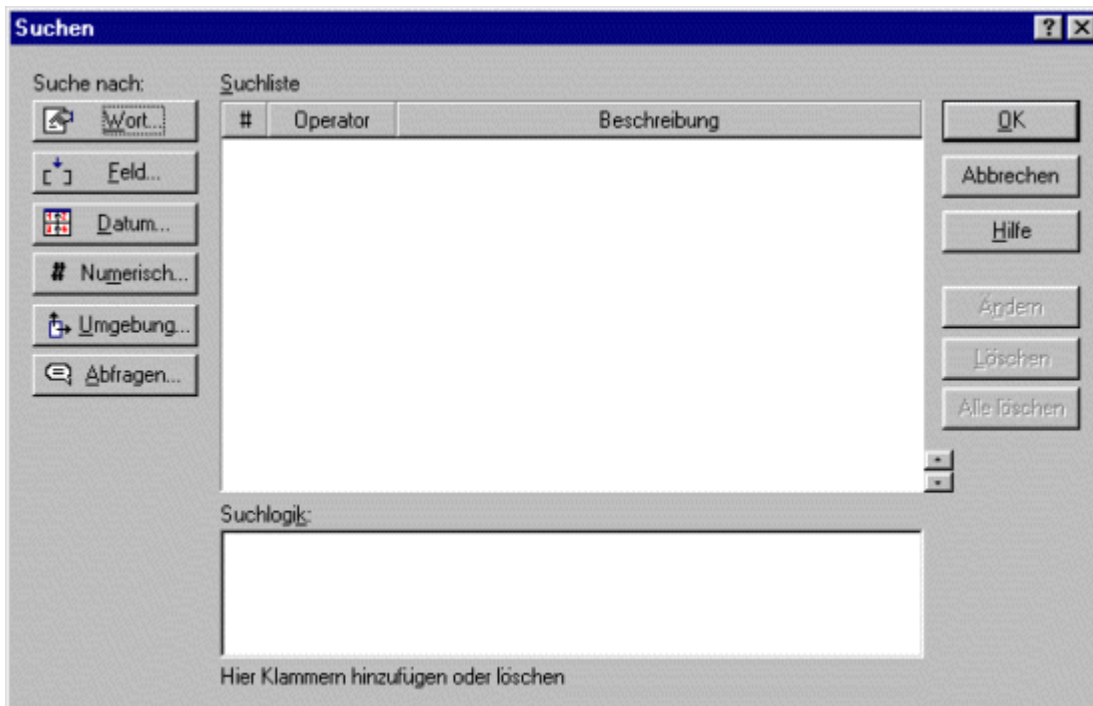 Suchen
Suche nach:
Wort...
Feld...
Datum...
# Numerisch...
Umgebung...
Abfragen...
Suchliste
# Operator Beschreibung
OK
Abbrechen
Hilfe
Ändern
Löschen
Alle löschen
Suchlogik:
Hier Klammern hinzufügen oder löschen